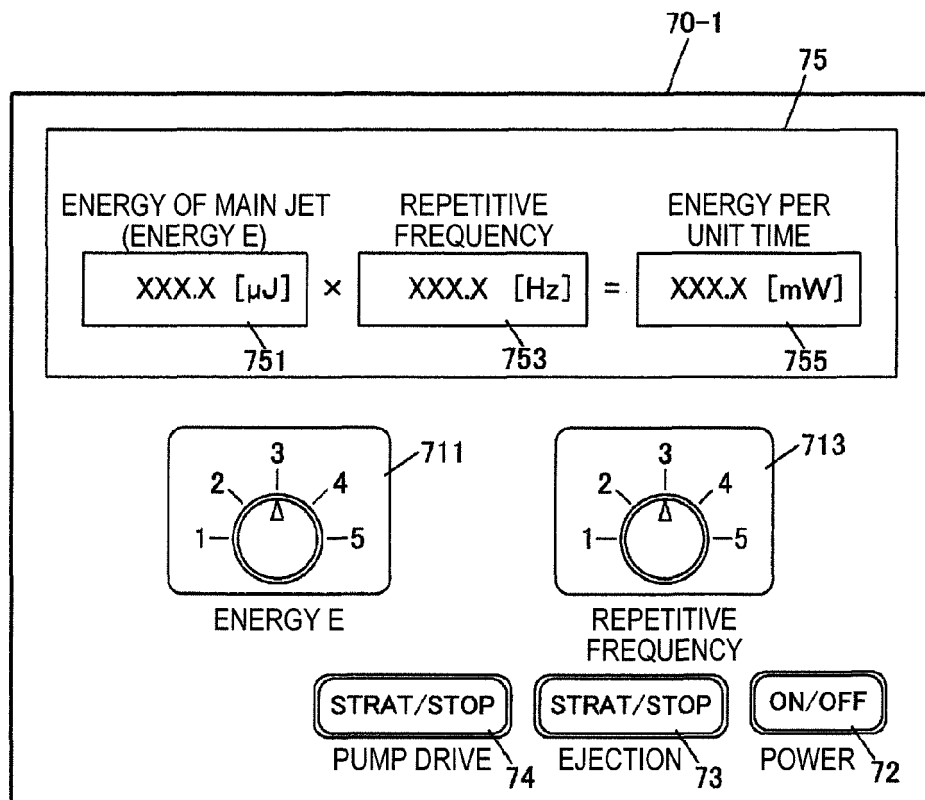 70-1
75
ENERGY OF MAIN JET REPETITIVE ENERGY PER
(ENERGY E) FREQUENCY UNIT TIME
XXX.X [μJ] × XXX.X [Hz] = XXX.X [mW]
751 753 755
3 711 3 713
2 4 2 4
1 5 1 5
ENERGY E REPETITIVE
FREQUENCY
STRAT/STOP STRAT/STOP ON/OFF
PUMP DRIVE 74 EJECTION 73 POWER 72